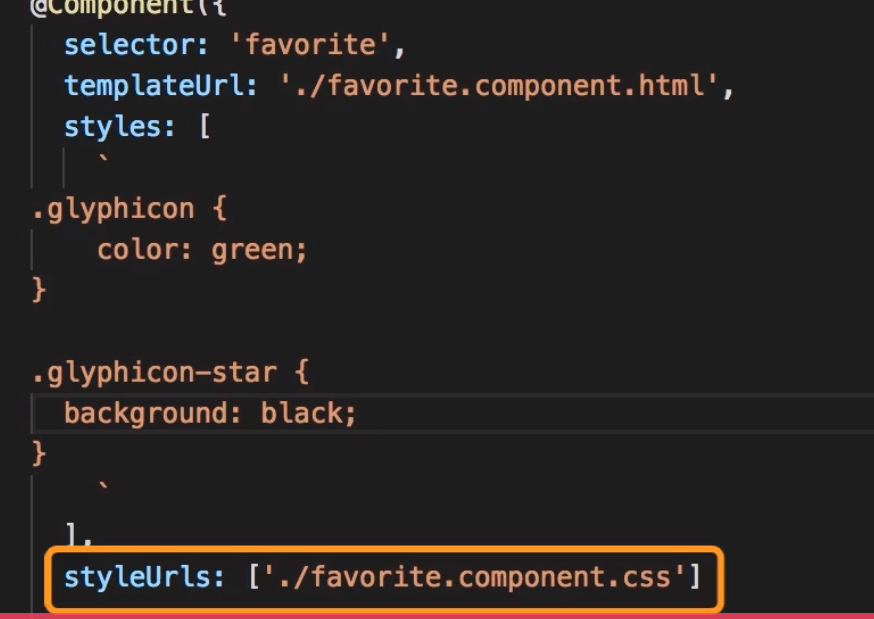 @Component({
selector: 'favorite',
templateUrl: './favorite.component.html',
styles: [
`
.glyphicon {
color: green;
}
.glyphicon-star {
background: black;
}
`
],
styleUrls: ['./favorite.component.css']